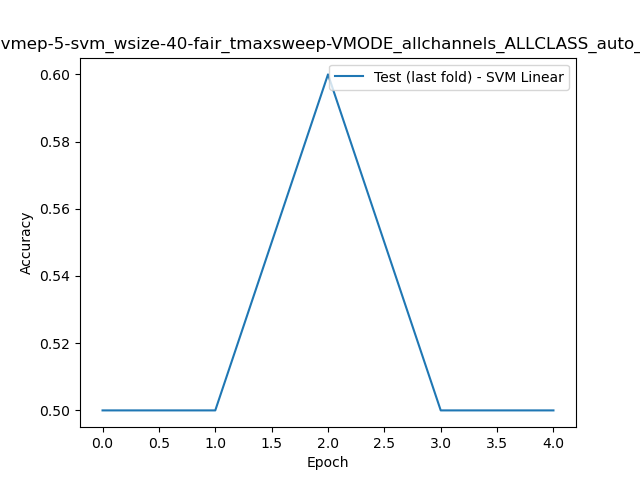 vmep-5-svm_wsize-40-fair_tmaxsweep-VMODE_allchannels_ALLCLASS_auto_
Test (last fold) - SVM Linear
0.60
0.58
0.56
0.54
0.52
0.50
Accuracy
0.0 0.5 1.0 1.5 2.0 2.5 3.0 3.5 4.0
Epoch